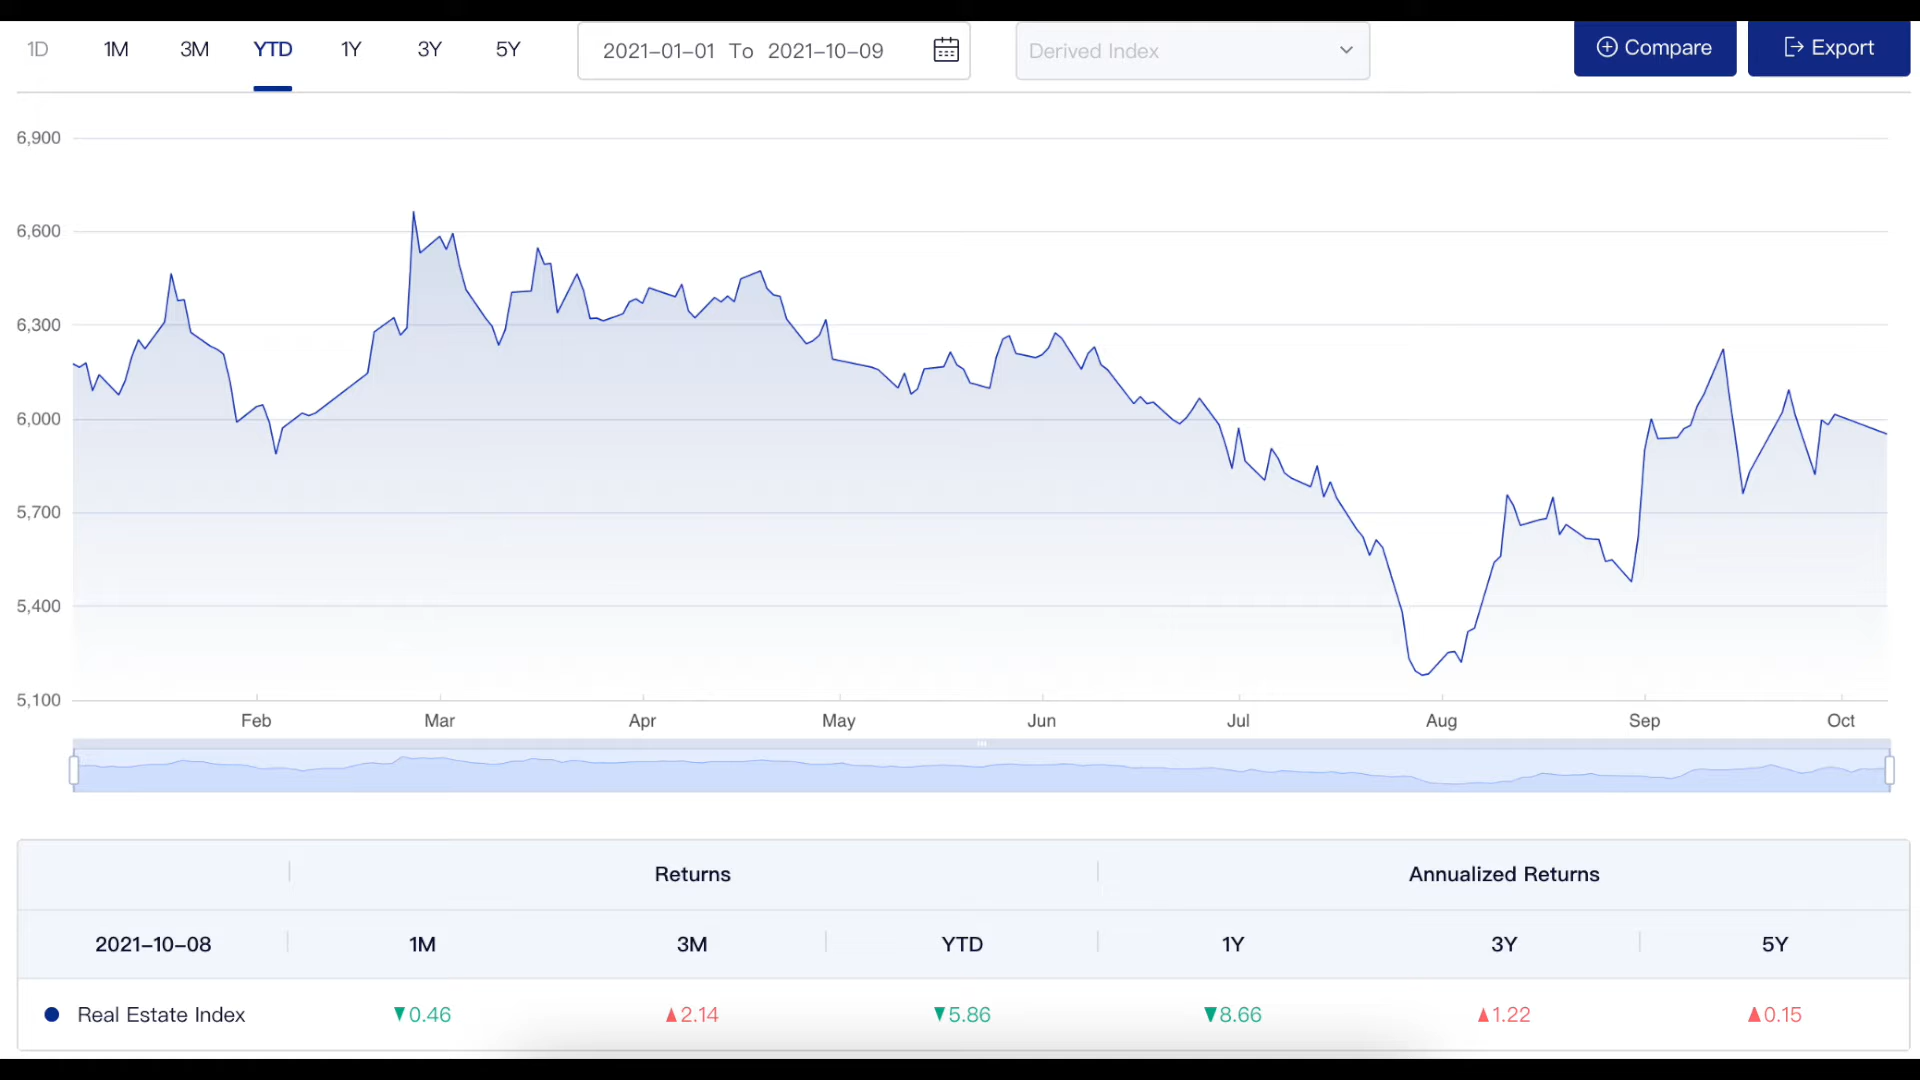 1D 1M 3M YTD 1Y 3Y 5Y 2021-01-01 To 2021-10-09 Derived Index Compare Export
6,900
6,600
6,300
6,000
5,700
5,400
5,100
Feb Mar Apr May Jun Jul Aug Sep Oct
Returns Annualized Returns
2021-10-08 1M 3M YTD 1Y 3Y 5Y
Real Estate Index ▼0.46 ▲2.14 ▼5.86 ▼8.66 ▲1.22 ▲0.15